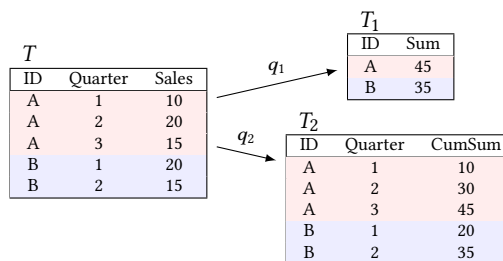 T
ID Quarter Sales
A 1 10
A 2 20
A 3 15
B 1 20
B 2 15
q1
q2
T1
ID Sum
A 45
B 35
T2
ID Quarter CumSum
A 1 10
A 2 30
A 3 45
B 1 20
B 2 35